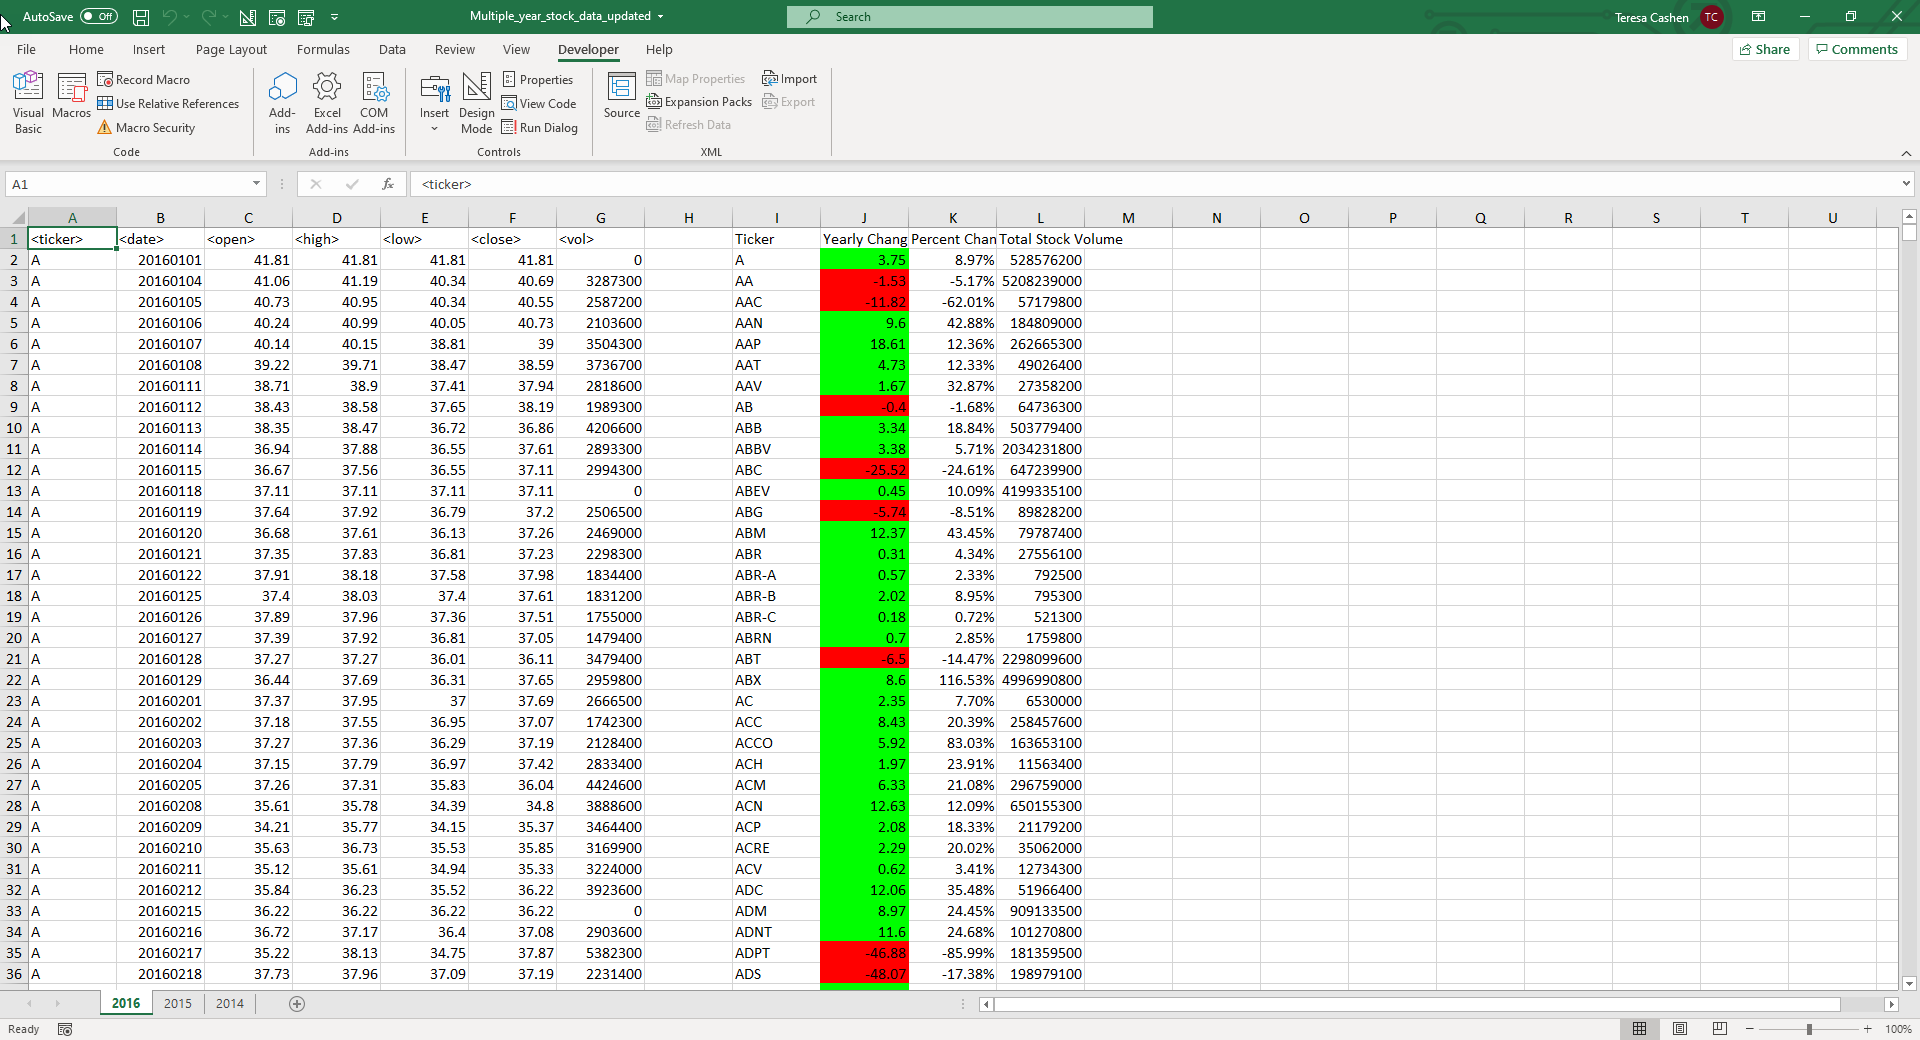 AutoSave Off Multiple_year_stock_data_updated Search Teresa Cashen TC
File Home Insert Page Layout Formulas Data Review View Developer Help Share Comments
Visual Basic Macros Record Macro Use Relative References Macro Security
Add-ins Excel Add-ins COM Add-ins
Insert Design Mode Properties View Code Run Dialog
Source Map Properties Expansion Packs Refresh Data Import Export
Code Add-ins Controls XML
A1 fx <ticker>
A B C D E F G H I J K L M N O P Q R S T U
1 <ticker> <date> <open> <high> <low> <close> <vol> Ticker Yearly Chang Percent Chan Total Stock Volume
2 A 20160101 41.81 41.81 41.81 41.81 0 A 3.75 8.97% 528576200
3 A 20160104 41.06 41.19 40.34 40.69 3287300 AA -1.53 -5.17% 5208239000
4 A 20160105 40.73 40.95 40.34 40.55 2587200 AAC -11.82 -62.01% 57179800
5 A 20160106 40.24 40.99 40.05 40.73 2103600 AAN 9.6 42.88% 184809000
6 A 20160107 40.14 40.15 38.81 39 3504300 AAP 18.61 12.36% 262665300
7 A 20160108 39.22 39.71 38.47 38.59 3736700 AAT 4.73 12.33% 49026400
8 A 20160111 38.71 38.9 37.41 37.94 2818600 AAV 1.67 32.87% 27358200
9 A 20160112 38.43 38.58 37.65 38.19 1989300 AB -0.4 -1.68% 64736300
10 A 20160113 38.35 38.47 36.72 36.86 4206600 ABB 3.34 18.84% 503779400
11 A 20160114 36.94 37.88 36.55 37.61 2893300 ABBV 3.38 5.71% 2034231800
12 A 20160115 36.67 37.56 36.55 37.11 2994300 ABC -25.52 -24.61% 647239900
13 A 20160118 37.11 37.11 37.11 37.11 0 ABEV 0.45 10.09% 4199335100
14 A 20160119 37.64 37.92 36.79 37.2 2506500 ABG -5.74 -8.51% 89828200
15 A 20160120 36.68 37.61 36.13 37.26 2469000 ABM 12.37 43.45% 79787400
16 A 20160121 37.35 37.83 36.81 37.23 2298300 ABR 0.31 4.34% 27556100
17 A 20160122 37.91 38.18 37.58 37.98 1834400 ABR-A 0.57 2.33% 792500
18 A 20160125 37.4 38.03 37.4 37.61 1831200 ABR-B 2.02 8.95% 795300
19 A 20160126 37.89 37.96 37.36 37.51 1755000 ABR-C 0.18 0.72% 521300
20 A 20160127 37.39 37.92 36.81 37.05 1479400 ABRN 0.7 2.85% 1759800
21 A 20160128 37.27 37.27 36.01 36.11 3479400 ABT -6.5 -14.47% 2298099600
22 A 20160129 36.44 37.69 36.31 37.65 2959800 ABX 8.6 116.53% 4996990800
23 A 20160201 37.37 37.95 37 37.69 2666500 AC 2.35 7.70% 6530000
24 A 20160202 37.18 37.55 36.95 37.07 1742300 ACC 8.43 20.39% 258457600
25 A 20160203 37.27 37.36 36.29 37.19 2128400 ACCO 5.92 83.03% 163653100
26 A 20160204 37.15 37.79 36.97 37.42 2833400 ACH 1.97 23.91% 11563400
27 A 20160205 37.26 37.31 35.83 36.04 4424600 ACM 6.33 21.08% 296759000
28 A 20160208 35.61 35.78 34.39 34.8 3888600 ACN 12.63 12.09% 650155300
29 A 20160209 34.21 35.77 34.15 35.37 3464400 ACP 2.08 18.33% 21179200
30 A 20160210 35.63 36.73 35.53 35.85 3169900 ACRE 2.29 20.02% 35062000
31 A 20160211 35.12 35.61 34.94 35.33 3224000 ACV 0.62 3.41% 12734300
32 A 20160212 35.84 36.23 35.52 36.22 3923600 ADC 12.06 35.48% 51966400
33 A 20160215 36.22 36.22 36.22 36.22 0 ADM 8.97 24.45% 909133500
34 A 20160216 36.72 37.17 36.4 37.08 2903600 ADNT 11.6 24.68% 101270800
35 A 20160217 35.22 38.13 34.75 37.87 5382300 ADPT -46.88 -85.99% 181359500
36 A 20160218 37.73 37.96 37.09 37.19 2231400 ADS -48.07 -17.38% 198979100
2016 2015 2014
Ready 100%